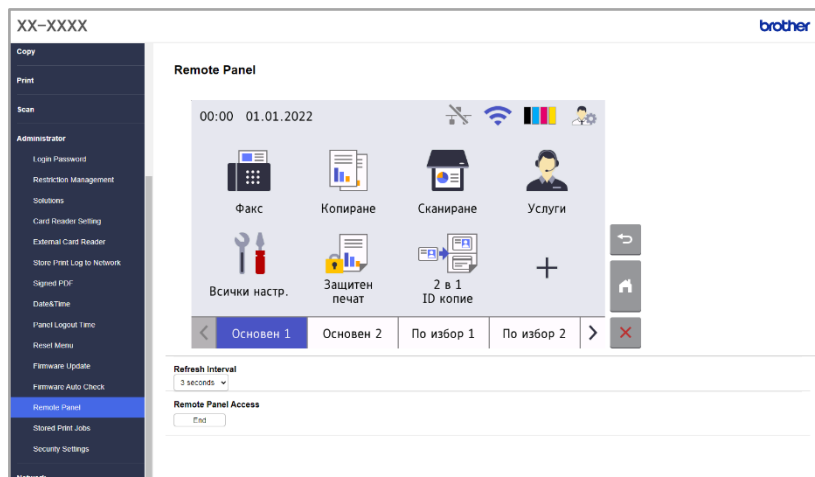 XX-XXXX
brother
Copy
Print
Scan
Administrator
Login Password
Restriction Management
Solutions
Card Reader Setting
External Card Reader
Store Print Log to Network
Signed PDF
Date&Time
Panel Logout Time
Reset Menu
Firmware Update
Firmware Auto Check
Remote Panel
Stored Print Jobs
Security Settings
Network
Remote Panel
00:00 01.01.2022
Факс
Копиране
Сканиране
Услуги
Всички настр.
Защитен
печат
2 в 1
ID копие
Основен 1
Основен 2
По избор 1
По избор 2
Refresh Interval
3 seconds
Remote Panel Access
End